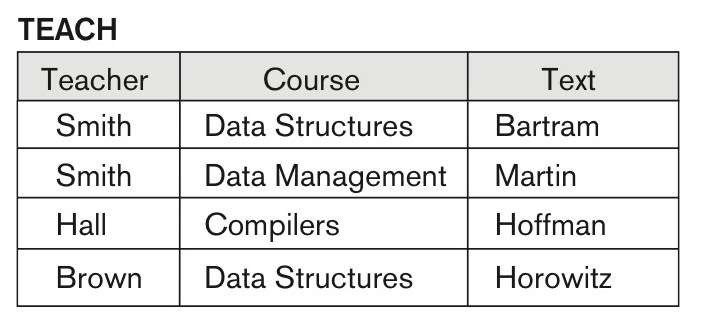 TEACH
Teacher Course Text
Smith Data Structures Bartram
Smith Data Management Martin
Hall Compilers Hoffman
Brown Data Structures Horowitz